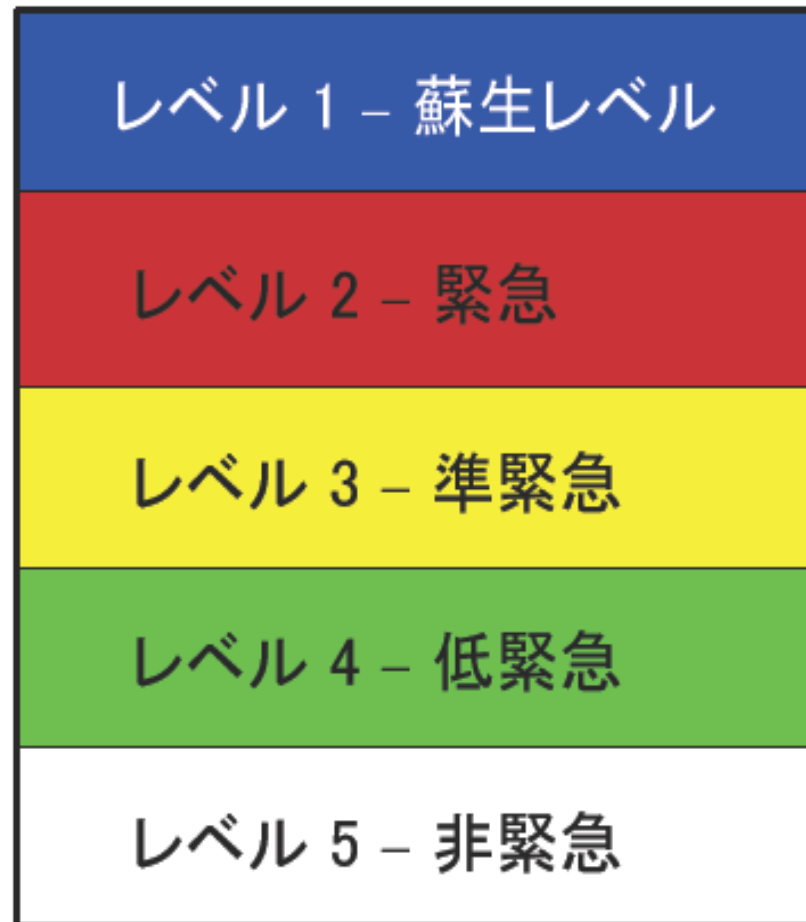 レベル 1 – 蘇生レベル
レベル 2 – 緊急
レベル 3 – 準緊急
レベル 4 – 低緊急
レベル 5 – 非緊急